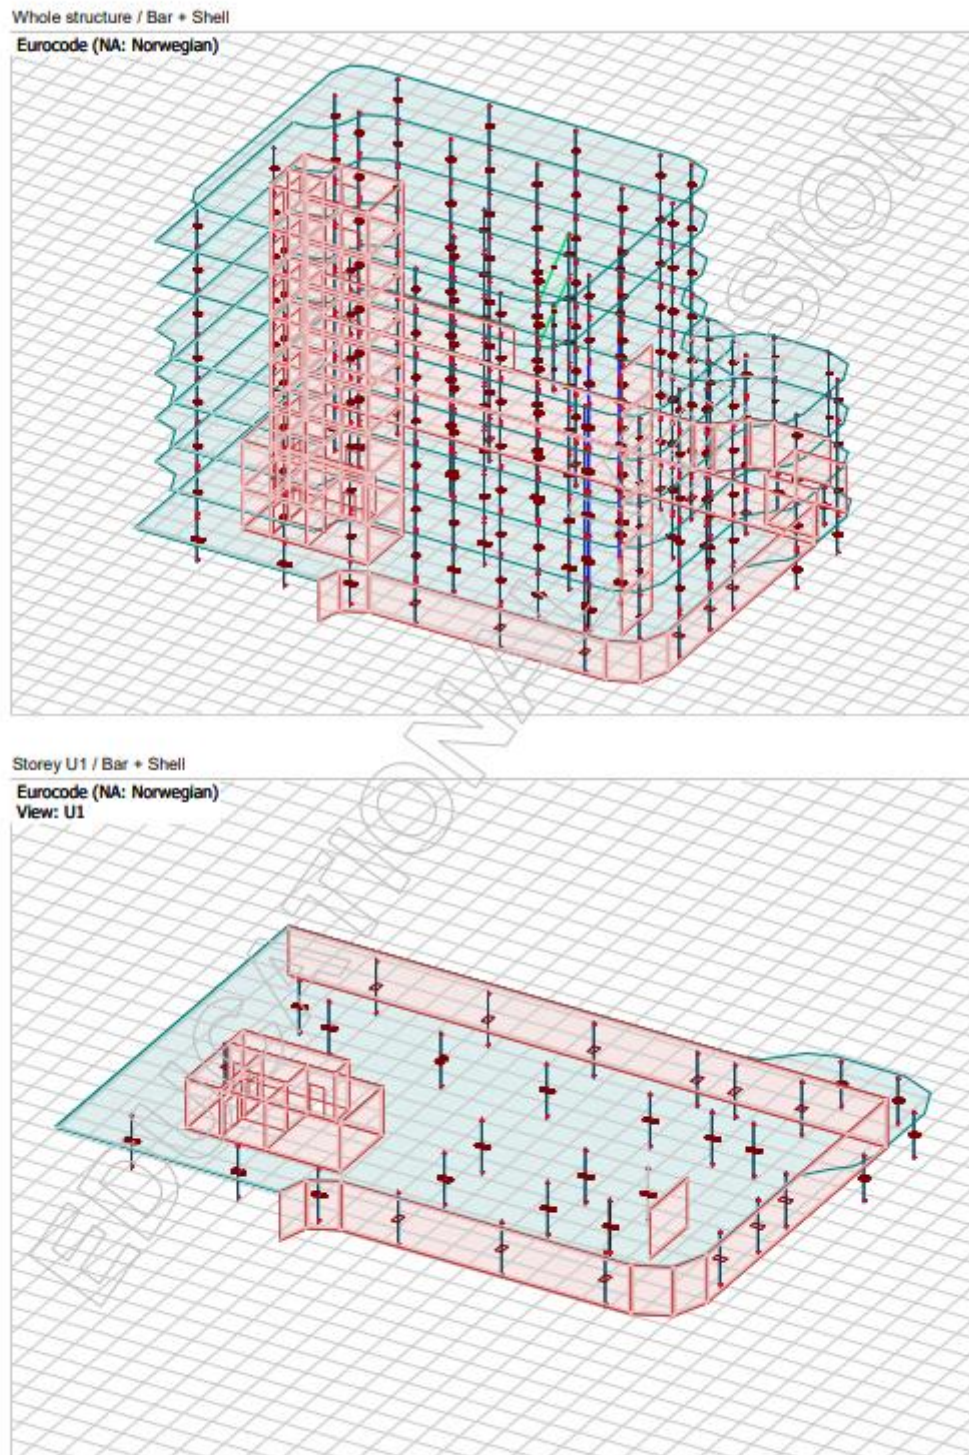 Whole structure / Bar + Shell
Eurocode (NA: Norwegian)
Storey U1 / Bar + Shell
Eurocode (NA: Norwegian)
View: U1
EDUCATIONAL VERSION